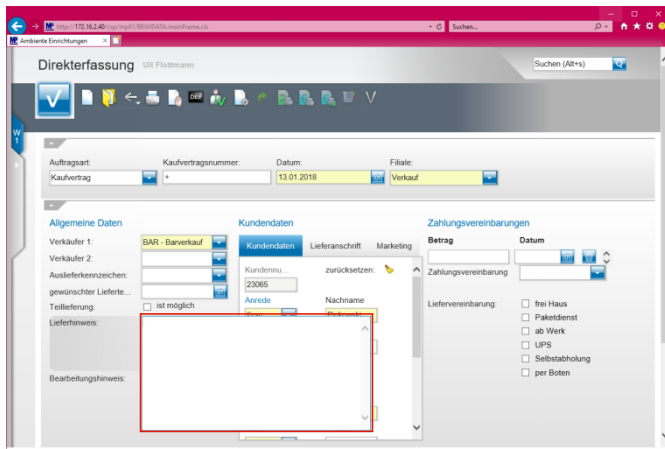 http://172.16.2.40/csp/mpl1/BEWIDATA.mainFrame.cls
Suchen...
Ambiente Einrichtungen
Direkterfassung Uli Flottmann
Suchen (Alt+s)
DEF
W
1
Auftragsart: Kaufvertragsnummer: Datum: Filiale:
Kaufvertrag + 13.01.2018 Verkauf
Allgemeine Daten Kundendaten Zahlungsvereinbarungen
Verkäufer 1: BAR - Barverkauf Kundendaten Lieferanschrift Marketing Betrag Datum
Verkäufer 2:
Auslieferkennzeichen: Kundennu... zurücksetzen: Zahlungsvereinbarung
gewünschter Lieferte... 23065
Teillieferung: ist möglich Anrede Nachname Liefervereinbarung: frei Haus
Lieferhinweis: Paketdienst
ab Werk
UPS
Selbstabholung
Bearbeitungshinweis: per Boten